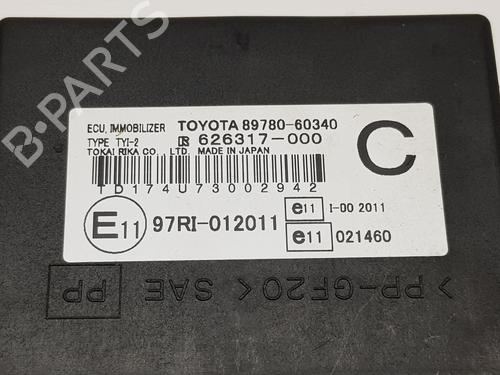 ECU, IMMOBILIZER TOYOTA 89780-60340
TYPE TYI-2 626317-000
TOKAI RIKA CO., LTD. MADE IN JAPAN
C
TD174U73002942
E11 97RI-012011
e11 I-00 2011
e11 021460
>PP-GF20< SAE PP
B-PARTS